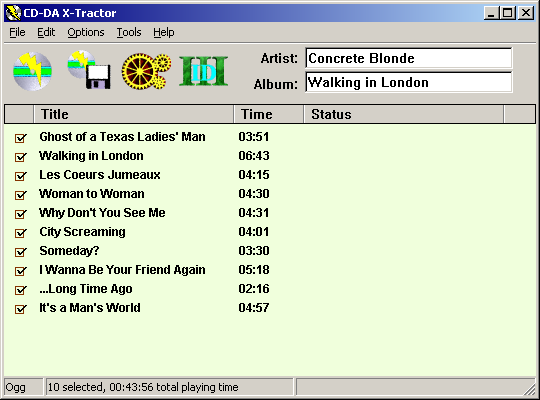 CD-DA X-Tractor
File Edit Options Tools Help
Artist: Concrete Blonde
Album: Walking in London
ID
Title Time Status
Ghost of a Texas Ladies' Man 03:51
Walking in London 06:43
Les Coeurs Jumeaux 04:15
Woman to Woman 04:30
Why Don't You See Me 04:31
City Screaming 04:01
Someday? 03:30
I Wanna Be Your Friend Again 05:18
...Long Time Ago 02:16
It's a Man's World 04:57
Ogg 10 selected, 00:43:56 total playing time